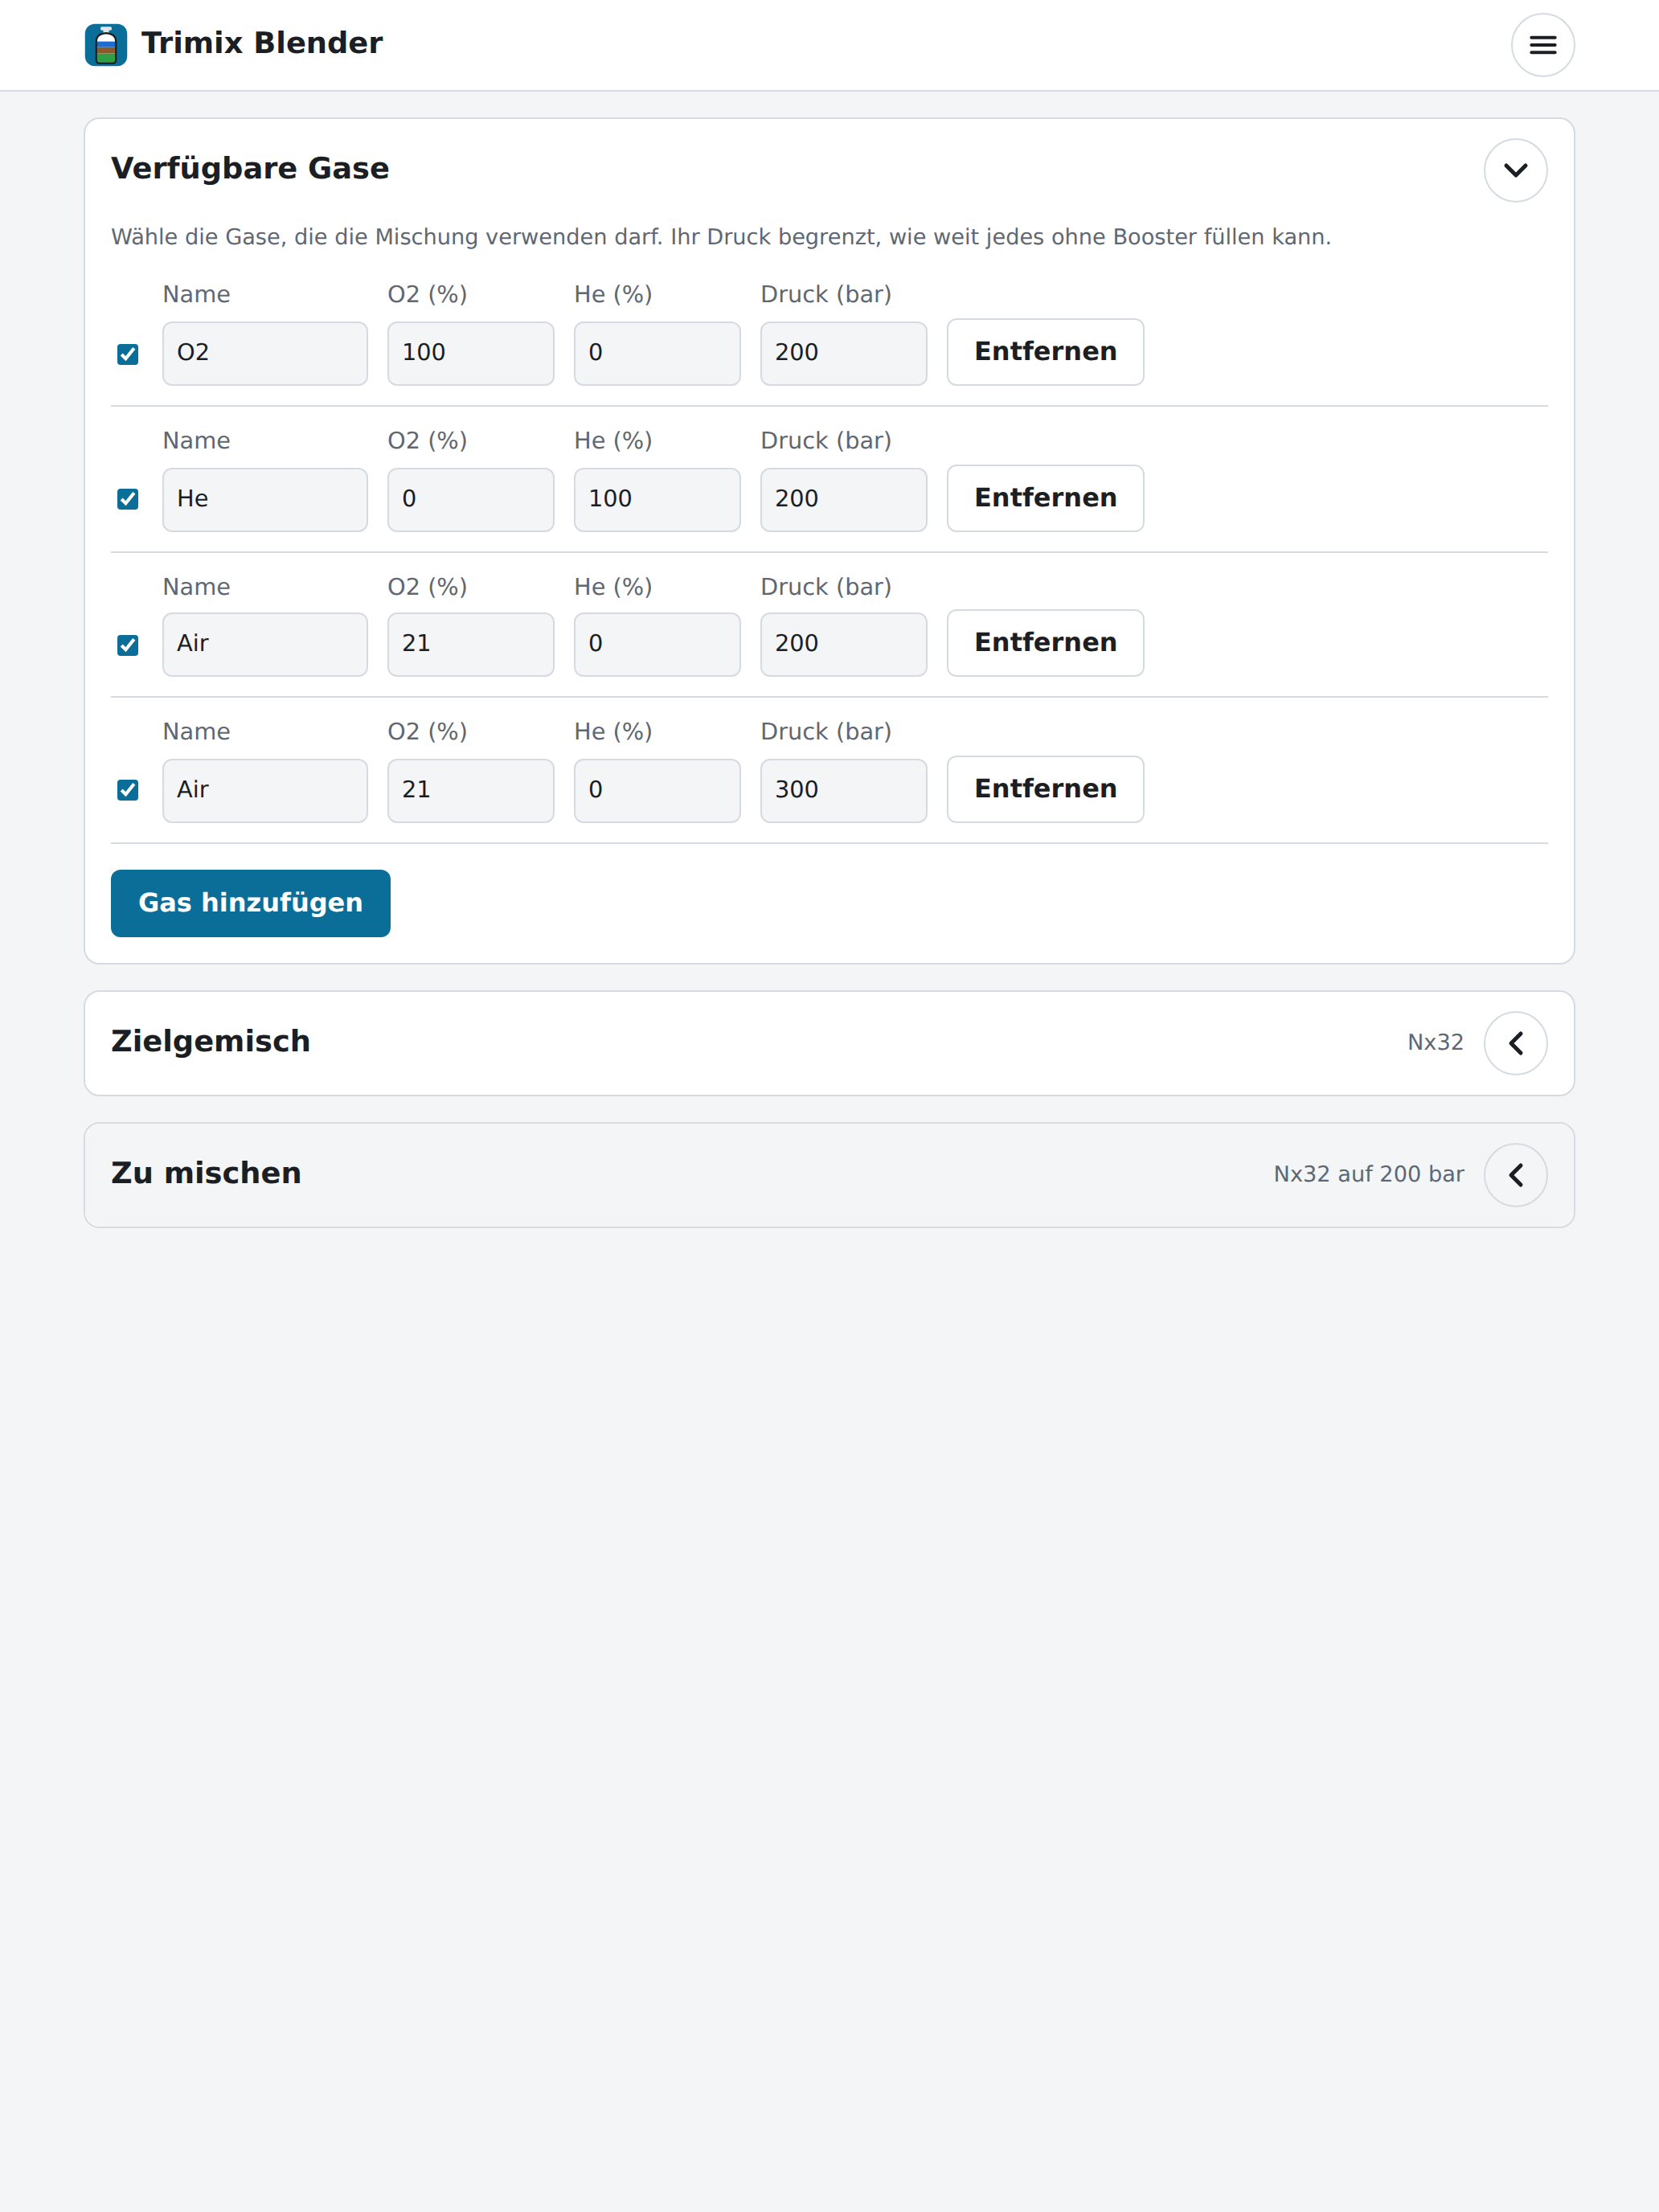 Trimix Blender
Verfügbare Gase
Wähle die Gase, die die Mischung verwenden darf. Ihr Druck begrenzt, wie weit jedes ohne Booster füllen kann.
Name O2 (%) He (%) Druck (bar)
O2 100 0 200 Entfernen
Name O2 (%) He (%) Druck (bar)
He 0 100 200 Entfernen
Name O2 (%) He (%) Druck (bar)
Air 21 0 200 Entfernen
Name O2 (%) He (%) Druck (bar)
Air 21 0 300 Entfernen
Gas hinzufügen
Zielgemisch Nx32
Zu mischen Nx32 auf 200 bar